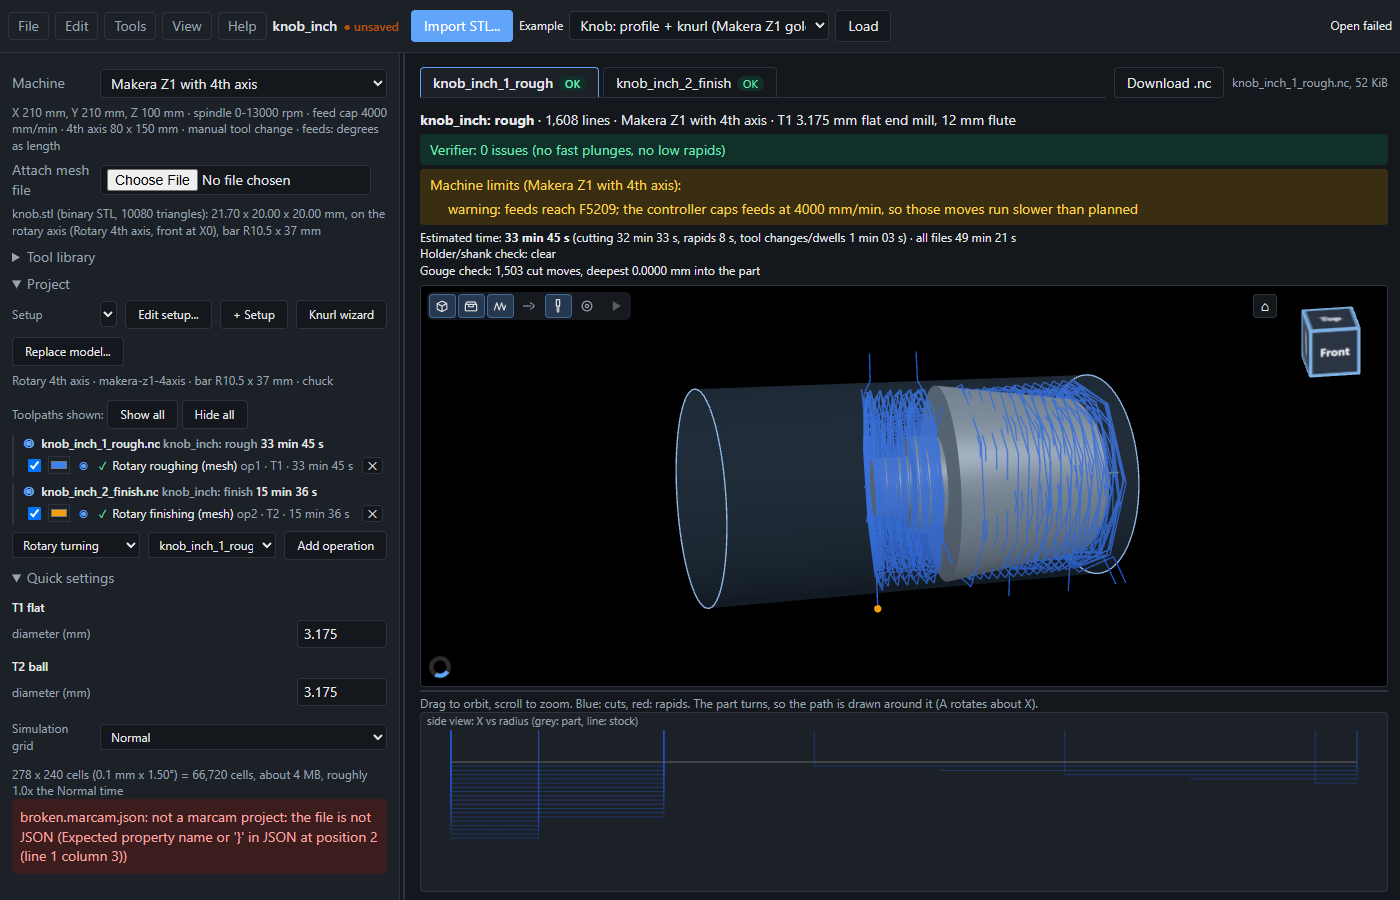 File Edit Tools View Help knob_inch ● unsaved Import STL... Example Knob: profile + knurl (Makera Z1 gol Load Open failed
Machine Makera Z1 with 4th axis
X 210 mm, Y 210 mm, Z 100 mm · spindle 0-13000 rpm · feed cap 4000
mm/min · 4th axis 80 x 150 mm · manual tool change · feeds: degrees
as length
Attach mesh
file
Choose File No file chosen
knob.stl (binary STL, 10080 triangles): 21.70 x 20.00 x 20.00 mm, on the
rotary axis (Rotary 4th axis, front at X0), bar R10.5 x 37 mm
▶ Tool library
▼ Project
Setup Edit setup... + Setup Knurl wizard
Replace model...
Rotary 4th axis · makera-z1-4axis · bar R10.5 x 37 mm · chuck
Toolpaths shown: Show all Hide all
knob_inch_1_rough.nc knob_inch: rough 33 min 45 s
✓ Rotary roughing (mesh) op1 · T1 · 33 min 45 s ✕
knob_inch_2_finish.nc knob_inch: finish 15 min 36 s
✓ Rotary finishing (mesh) op2 · T2 · 15 min 36 s ✕
Rotary turning knob_inch_1_roug Add operation
▼ Quick settings
T1 flat
diameter (mm) 3.175
T2 ball
diameter (mm) 3.175
Simulation
grid
Normal
278 x 240 cells (0.1 mm x 1.50°) = 66,720 cells, about 4 MB, roughly
1.0x the Normal time
broken.marcam.json: not a marcam project: the file is not
JSON (Expected property name or '}' in JSON at position 2
(line 1 column 3))
knob_inch_1_rough OK knob_inch_2_finish OK Download .nc knob_inch_1_rough.nc, 52 KiB
knob_inch: rough · 1,608 lines · Makera Z1 with 4th axis · T1 3.175 mm flat end mill, 12 mm flute
Verifier: 0 issues (no fast plunges, no low rapids)
Machine limits (Makera Z1 with 4th axis):
warning: feeds reach F5209; the controller caps feeds at 4000 mm/min, so those moves run slower than planned
Estimated time: 33 min 45 s (cutting 32 min 33 s, rapids 8 s, tool changes/dwells 1 min 03 s) · all files 49 min 21 s
Holder/shank check: clear
Gouge check: 1,503 cut moves, deepest 0.0000 mm into the part
Top
Front
Drag to orbit, scroll to zoom. Blue: cuts, red: rapids. The part turns, so the path is drawn around it (A rotates about X).
side view: X vs radius (grey: part, line: stock)